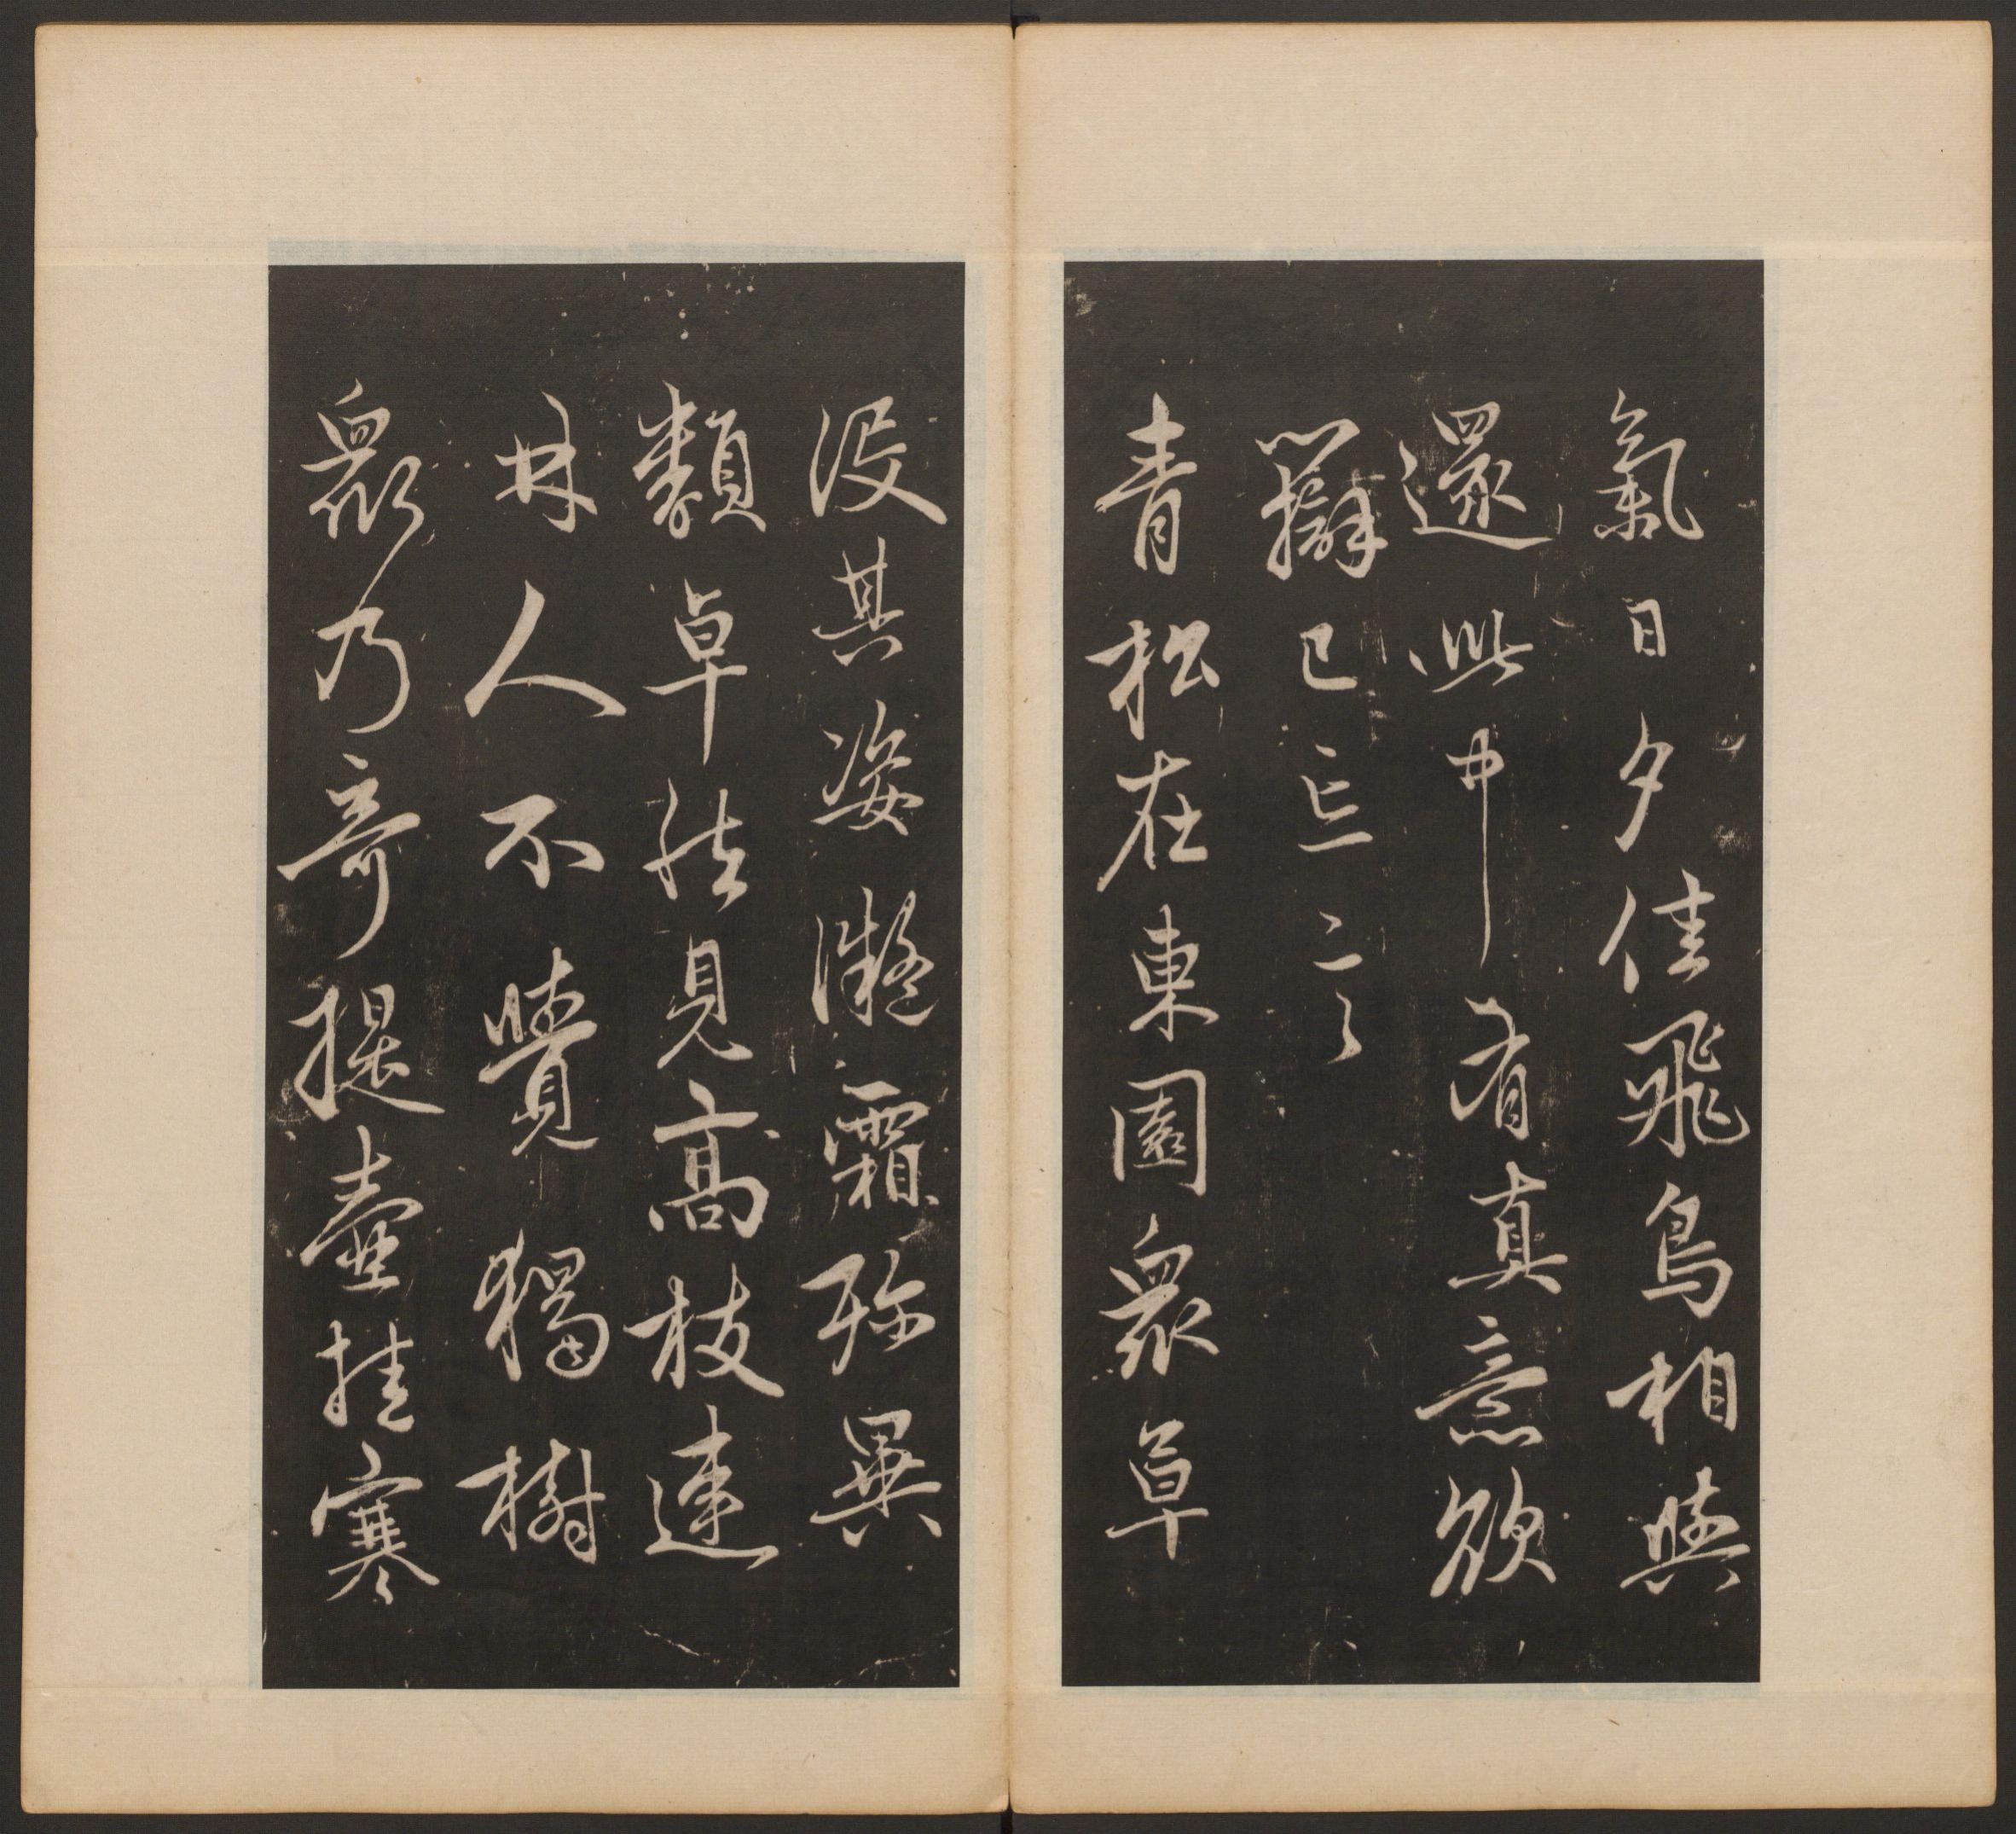 氣日夕佳飛鳥相與
還此中有真意欲
辯已忘言
青松在東園眾草
沒其姿凝霜殄異
類卓然見高枝連
林人不覺獨樹
眾乃奇提壺挂寒